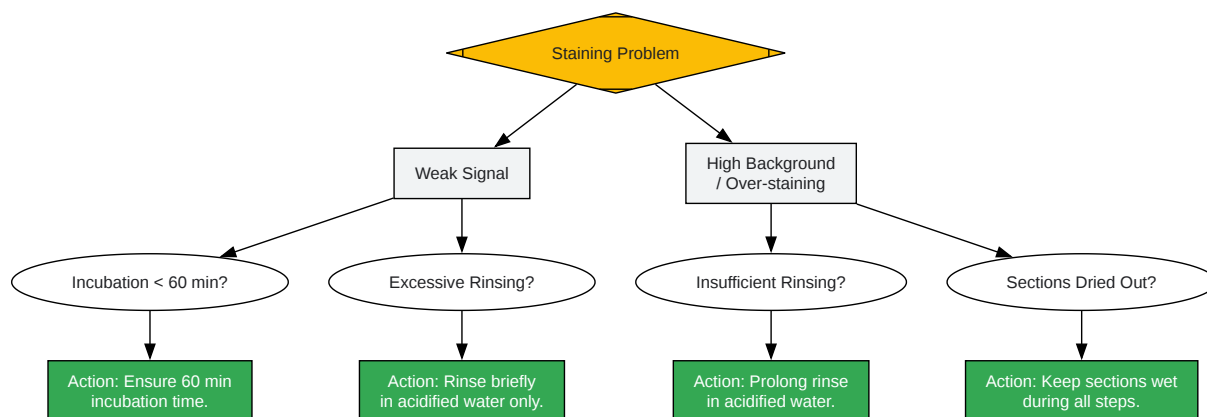 Staining Problem
Weak Signal
High Background
/ Over-staining
Incubation < 60 min?
Excessive Rinsing?
Insufficient Rinsing?
Sections Dried Out?
Action: Ensure 60 min
incubation time.
Action: Rinse briefly
in acidified water only.
Action: Prolong rinse
in acidified water.
Action: Keep sections wet
during all steps.